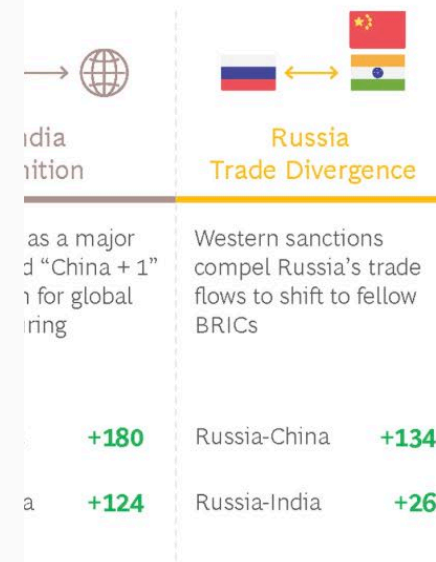 ndia
nition
as a major
d “China + 1”
n for global
ring
+180
a +124
Russia
Trade Divergence
Western sanctions
compel Russia’s trade
flows to shift to fellow
BRICs
Russia-China +134
Russia-India +26